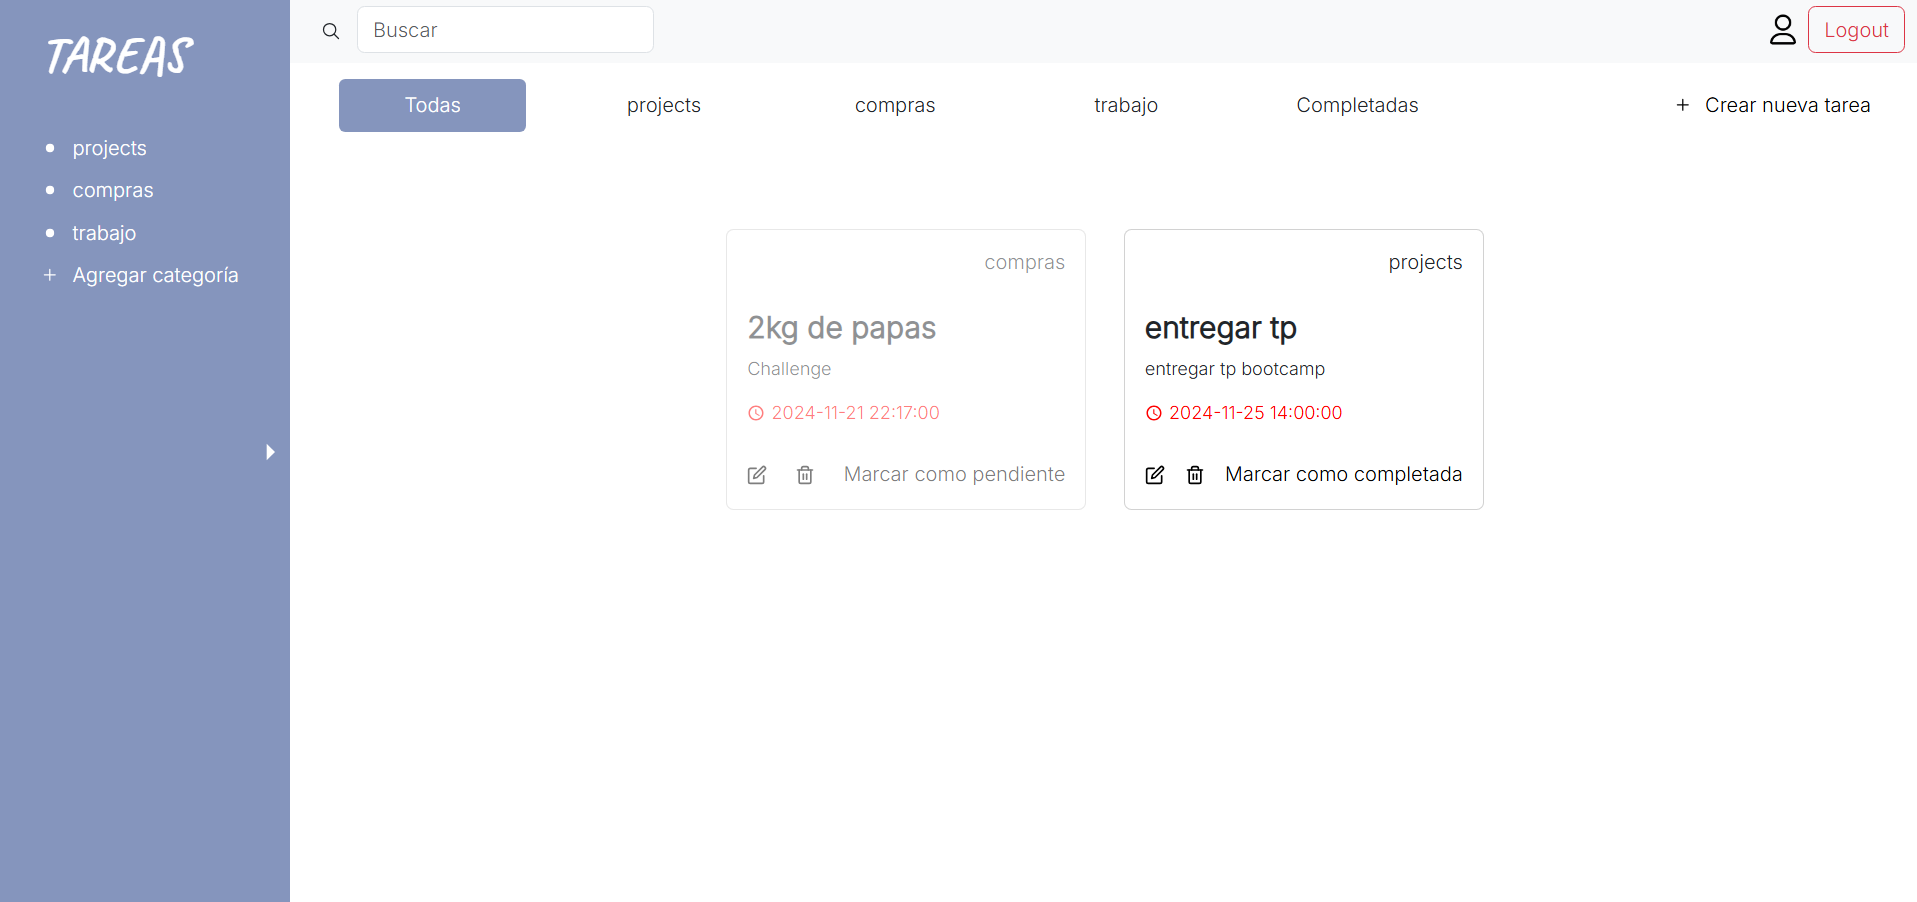 TAREAS
projects
compras
trabajo
Agregar categoría
Buscar
Logout
Todas
projects
compras
trabajo
Completadas
Crear nueva tarea
compras
2kg de papas
Challenge
2024-11-21 22:17:00
Marcar como pendiente
projects
entregar tp
entregar tp bootcamp
2024-11-25 14:00:00
Marcar como completada